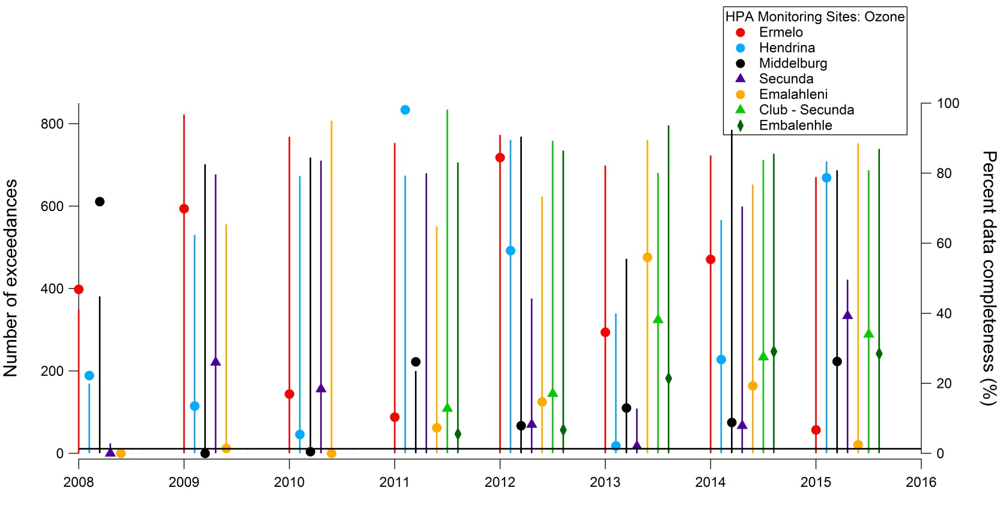 HPA Monitoring Sites: Ozone
Ermelo
Hendrina
Middelburg
Secunda
Emalahleni
Club - Secunda
Embalenhle
Number of exceedances
800
600
400
200
0
Percent data completeness (%)
100
80
60
40
20
0
2008 2009 2010 2011 2012 2013 2014 2015 2016